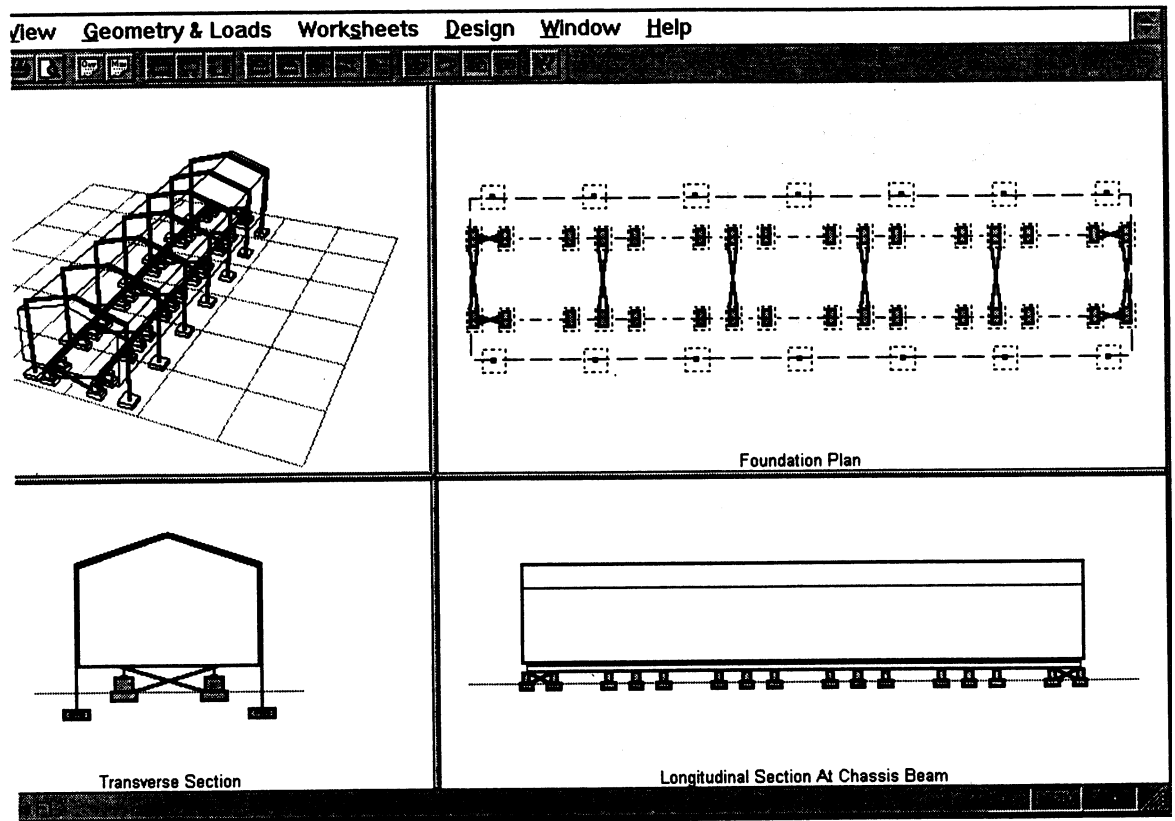 View Geometry & Loads Worksheets Design Window Help
Foundation Plan
Transverse Section
Longitudinal Section At Chassis Beam